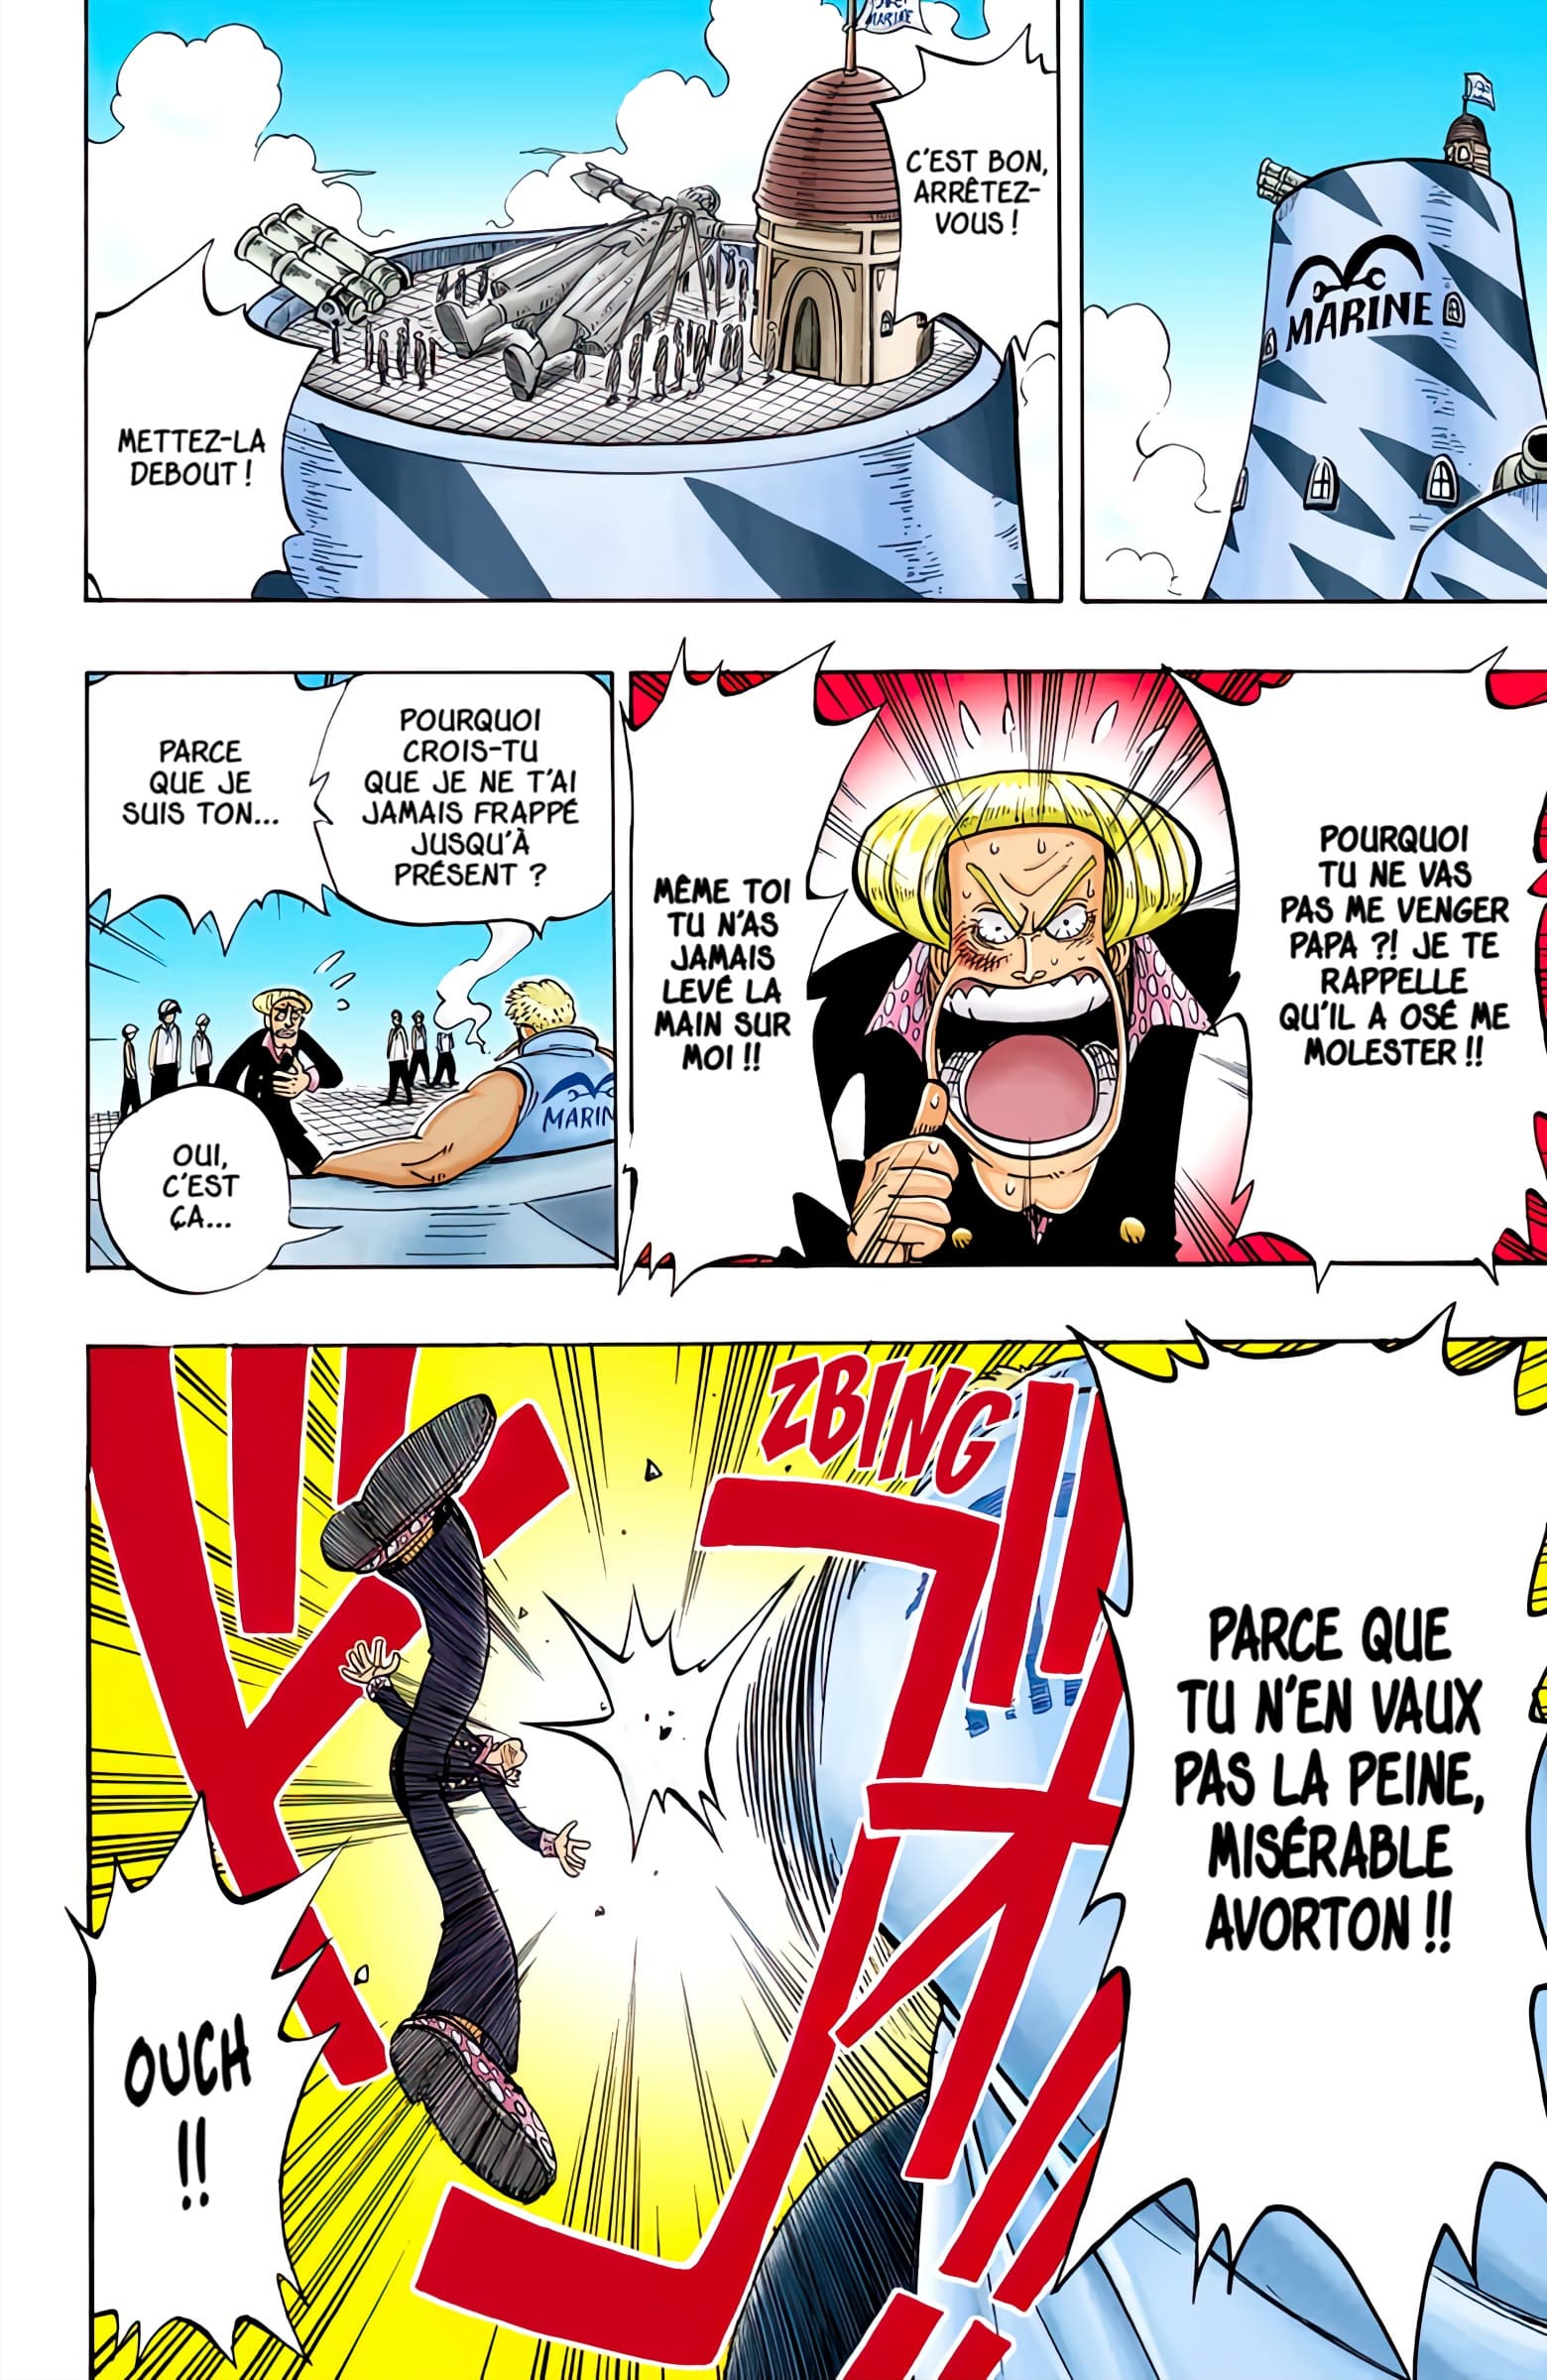 MARINE
MARINE
C'EST BON,
ARRÊTEZ-
VOUS !
METTEZ-LA
DEBOUT !
POURQUOI
TU NE VAS
PAS ME VENGER
PAPA ?! JE TE
RAPPELLE
QU'IL A OSÉ ME
MOLESTER !!
MÊME TOI
TU N'AS
JAMAIS
LEVÉ LA
MAIN SUR
MOI !!
POURQUOI
CROIS-TU
QUE JE NE T'AI
JAMAIS FRAPPÉ
JUSQU'À
PRÉSENT ?
PARCE
QUE JE
SUIS TON...
OUI,
C'EST
ÇA...
MARIN
PARCE QUE
TU N'EN VAUX
PAS LA PEINE,
MISÉRABLE
AVORTON !!
ZBING
OUCH
!!